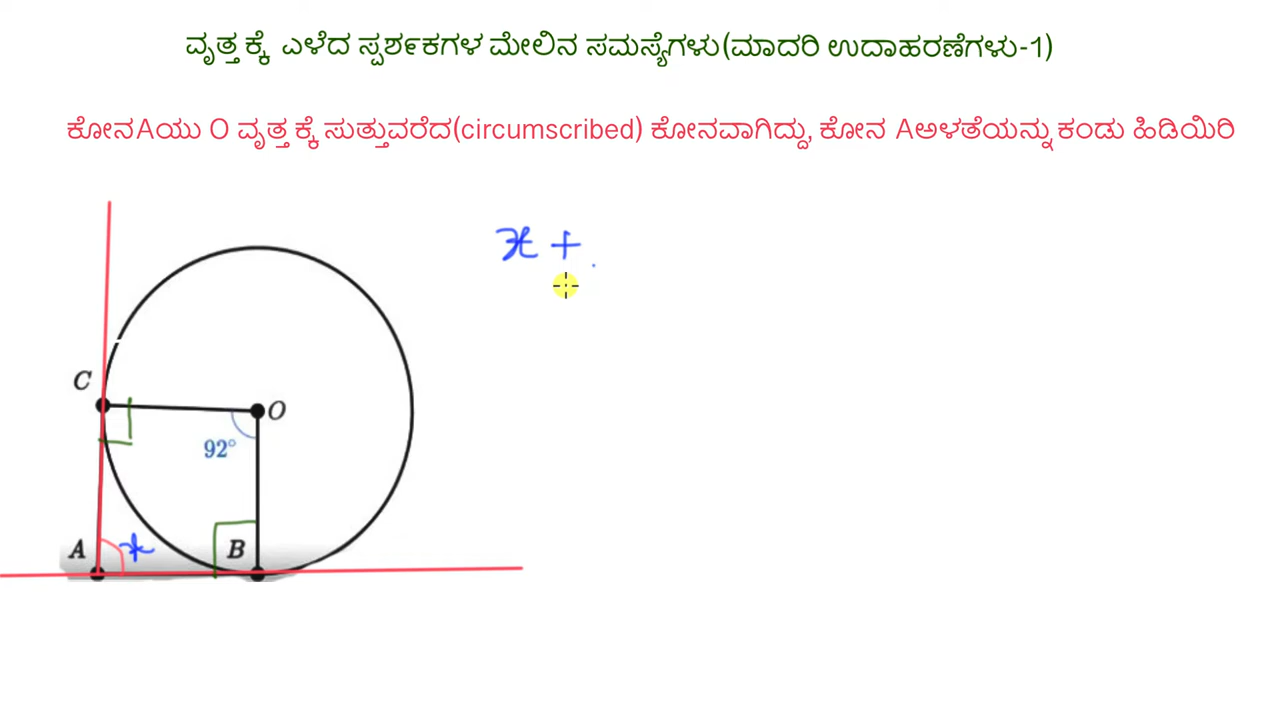 ವೃತ್ತಕ್ಕೆ ಎಳೆದ ಸ್ಪರ್ಶಕಗಳ ಮೇಲಿನ ಸಮಸ್ಯೆಗಳು(ಮಾದರಿ ಉದಾಹರಣೆಗಳು-1)
ಕೋನAಯು O ವೃತ್ತಕ್ಕೆ ಸುತ್ತುವರೆದ(circumscribed) ಕೋನವಾಗಿದ್ದು, ಕೋನ Aಅಳತೆಯನ್ನು ಕಂಡು ಹಿಡಿಯಿರಿ
x +
C
O
92°
A
x
B